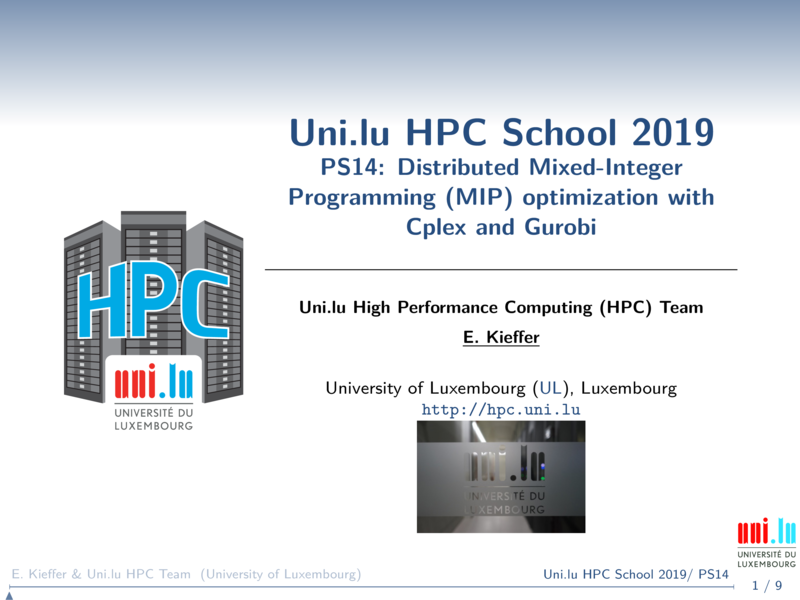 Uni.lu HPC School 2019
PS14: Distributed Mixed-Integer
Programming (MIP) optimization with
Cplex and Gurobi
HPC
uni.lu
UNIVERSITÉ DU
LUXEMBOURG
Uni.lu High Performance Computing (HPC) Team
E. Kieffer
University of Luxembourg (UL), Luxembourg
http://hpc.uni.lu
uni.lu
UNIVERSITÉ DU
LUXEMBOURG
uni.lu
UNIVERSITÉ DU
LUXEMBOURG
E. Kieffer & Uni.lu HPC Team (University of Luxembourg)
Uni.lu HPC School 2019/ PS14
1 / 9